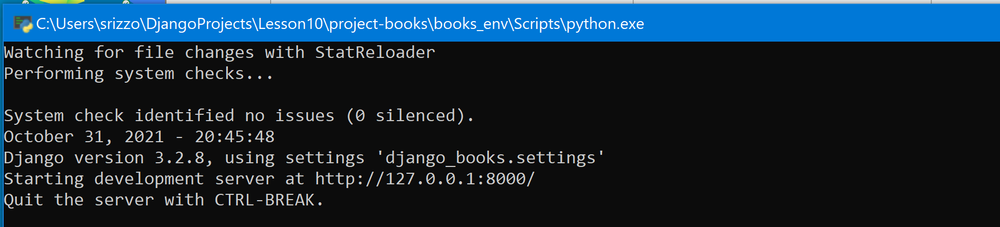 C:\Users\srizzo\DjangoProjects\Lesson10\project-books\books_env\Scripts\python.exe
Watching for file changes with StatReloader
Performing system checks...
System check identified no issues (0 silenced).
October 31, 2021 - 20:45:48
Django version 3.2.8, using settings 'django_books.settings'
Starting development server at http://127.0.0.1:8000/
Quit the server with CTRL-BREAK.